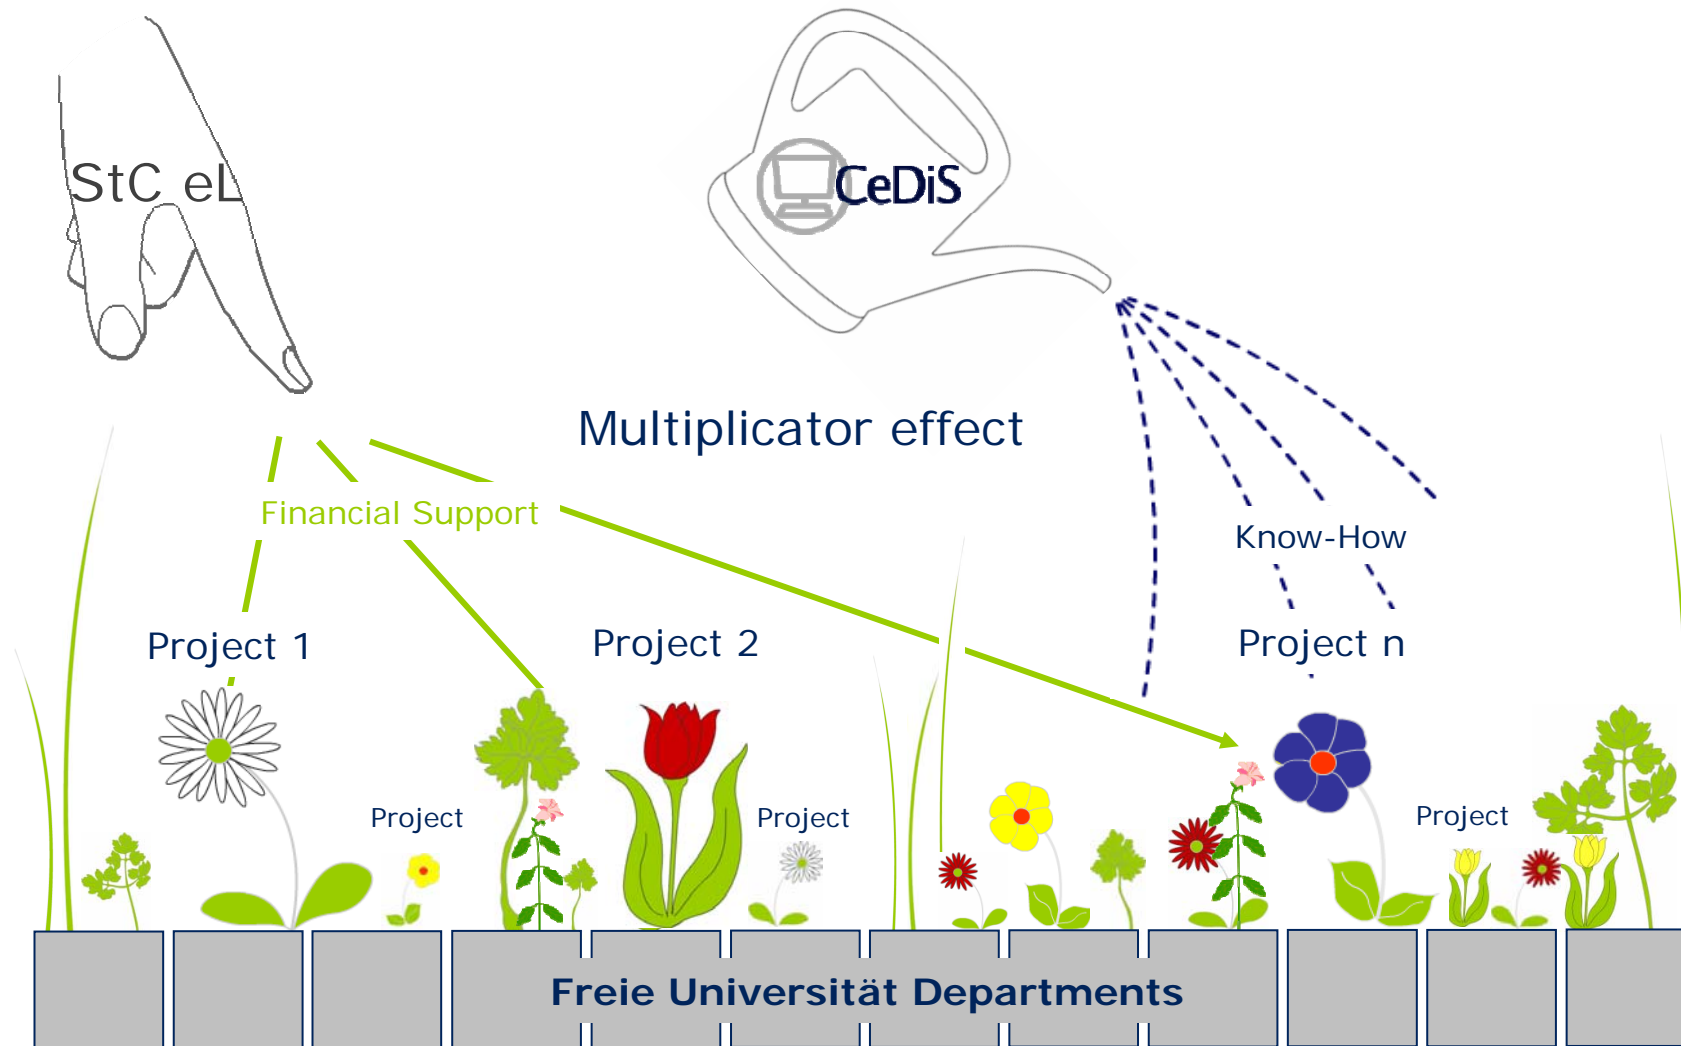 StC eL
CeDiS
Multiplicator effect
Financial Support
Know-How
Project 1
Project 2
Project n
Project
Project
Project
Freie Universität Departments